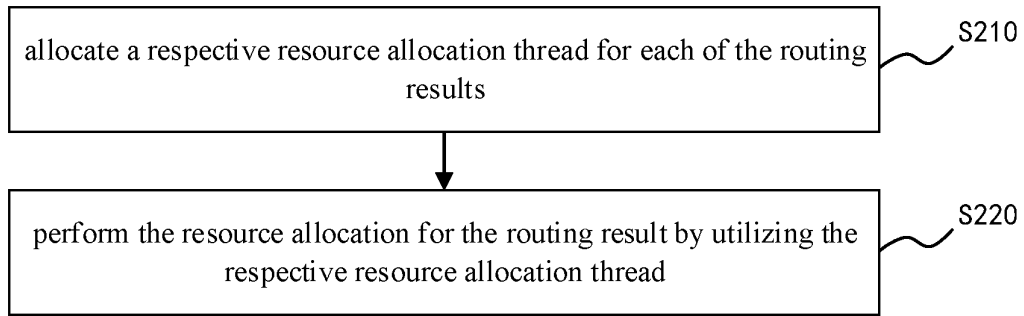 allocate a respective resource allocation thread for each of the routing
results
S210
perform the resource allocation for the routing result by utilizing the
respective resource allocation thread
S220